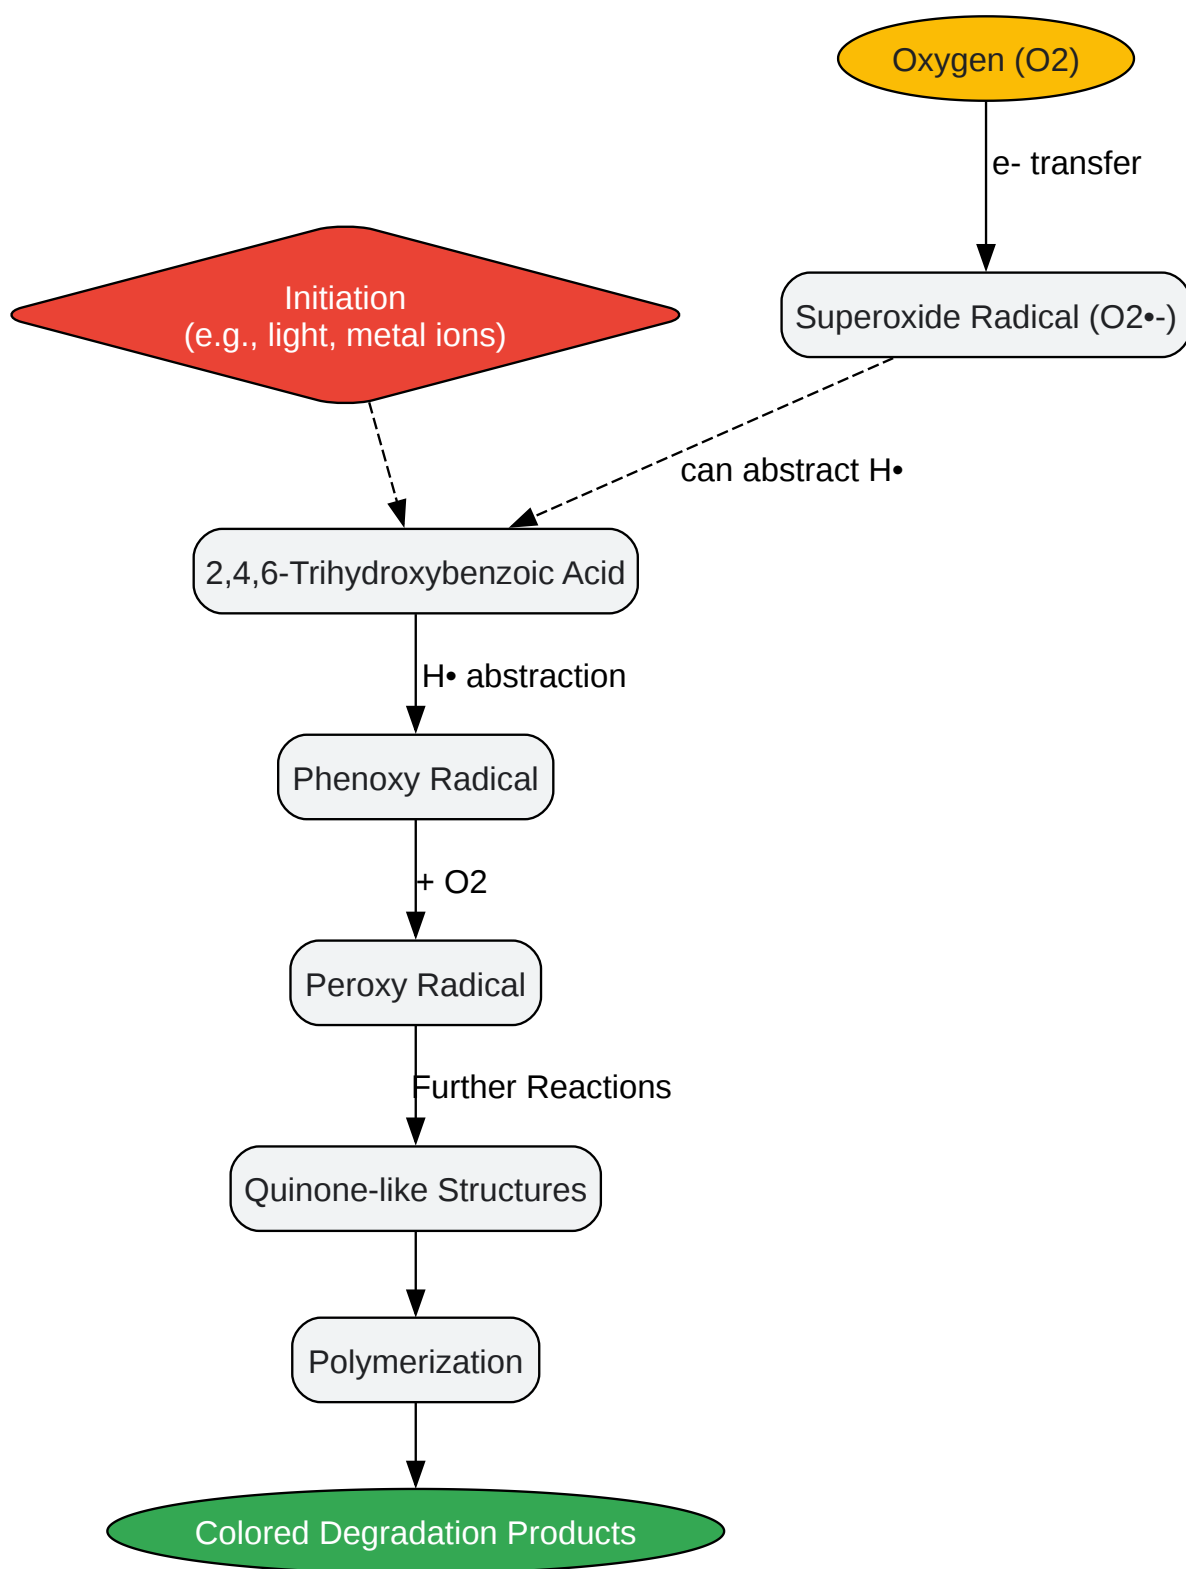 Oxygen (O2)
e- transfer
Initiation
(e.g., light, metal ions)
Superoxide Radical (O2•-)
can abstract H•
2,4,6-Trihydroxybenzoic Acid
H• abstraction
Phenoxy Radical
+ O2
Peroxy Radical
Further Reactions
Quinone-like Structures
Polymerization
Colored Degradation Products